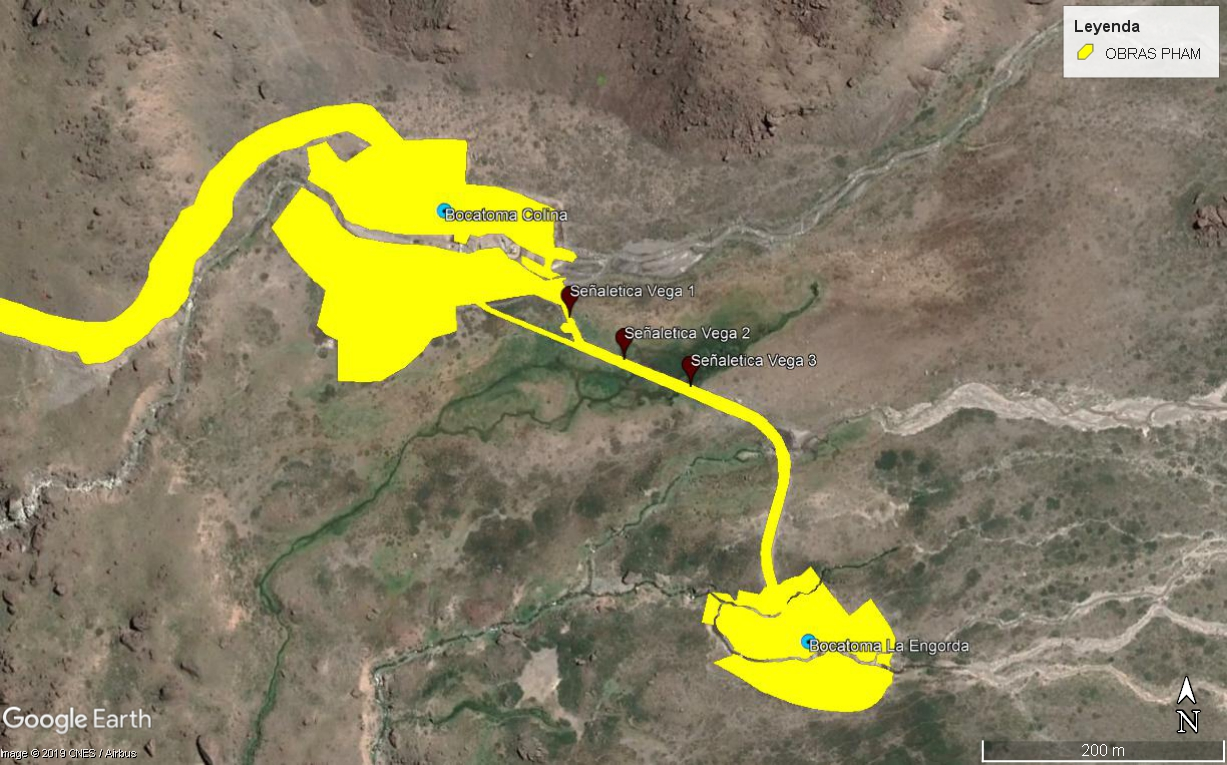 Leyenda
OBRAS PHAM
Bocatoma Colina
Señaletica Vega 1
Señaletica Vega 2
Señaletica Vega 3
Bocatoma La Engorda
Google Earth
N
Image © 2019 CNES / Airbus
200 m